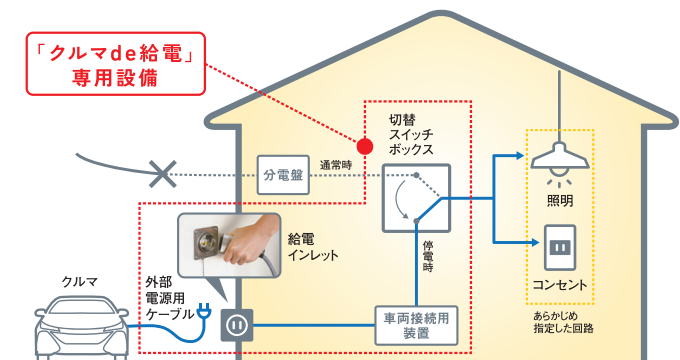 「クルマde給電」
専用設備
切替
スイッチ
ボックス
分電盤
通常時
照明
給電
インレット
停電時
コンセント
クルマ
外部
電源用
ケーブル
車両接続用
装置
あらかじめ
指定した回路